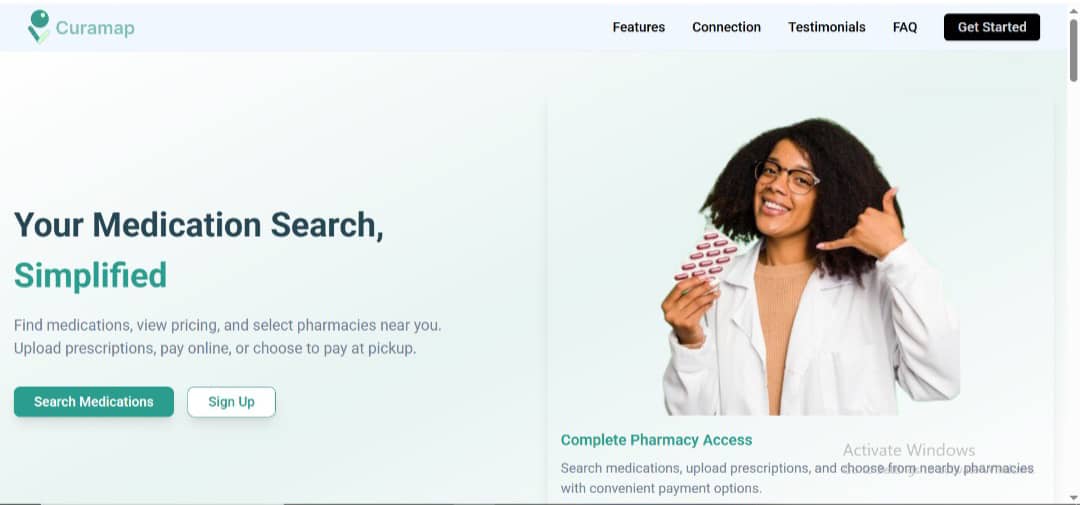 Curamap
Features
Connection
Testimonials
FAQ
Get Started
Your Medication Search,
Simplified
Find medications, view pricing, and select pharmacies near you.
Upload prescriptions, pay online, or choose to pay at pickup.
Search Medications
Sign Up
Complete Pharmacy Access
Search medications, upload prescriptions, and choose from nearby pharmacies
with convenient payment options.
Activate Windows